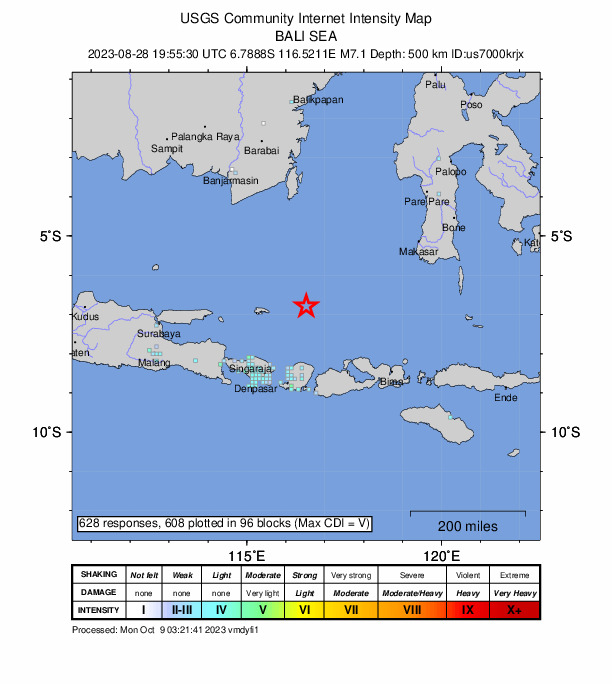 USGS Community Internet Intensity Map
BALI SEA
2023-08-28 19:55:30 UTC 6.7888S 116.5211E M7.1 Depth: 500 km ID:us7000krjx
Palu
Balikpapan
Poso
Palangka Raya
Sampit
Barabai
Palopo
Banjarmasin
Pare Pare
Bone
5°S
5°S
Kat
Makasar
Kudus
Surabaya
aten
Malang
Singaraja
Bima
Denpasar
Ende
10°S
10°S
628 responses, 608 plotted in 96 blocks (Max CDI = V)
200 miles
115°E
120°E
SHAKING Not felt Weak Light Moderate Strong Very strong Severe Violent Extreme
DAMAGE none none none Very light Light Moderate Moderate/Heavy Heavy Very Heavy
INTENSITY I II-III IV V VI VII VIII IX X+
Processed: Mon Oct 9 03:21:41 2023 vmdyfi1